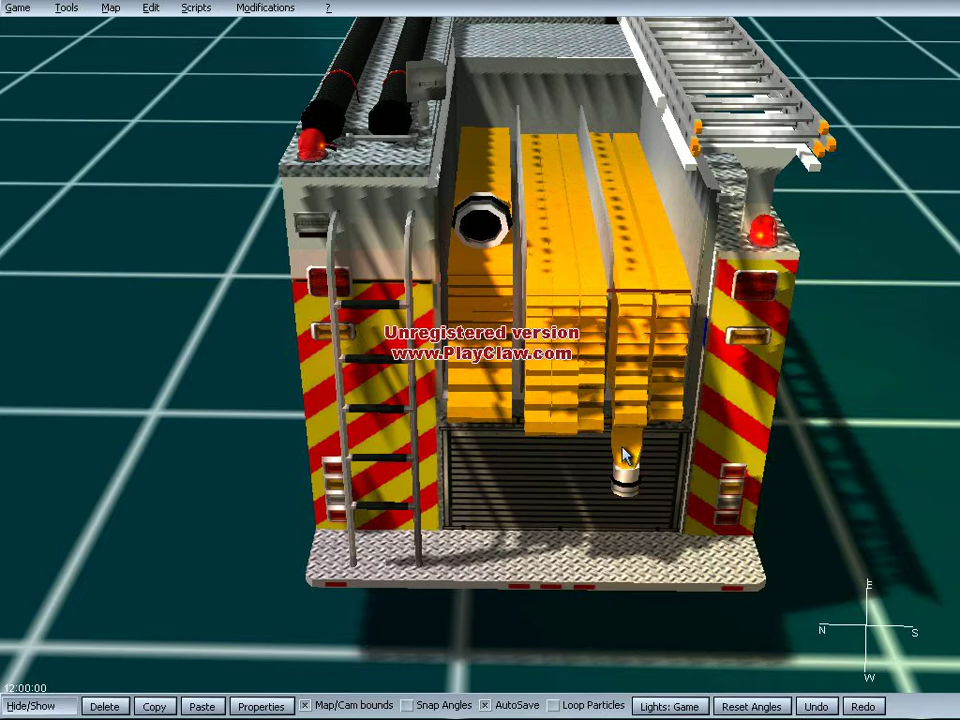 Game Tools Map Edit Scripts Modifications ?
Unregistered version
www.PlayClaw.com
E
N S
W
12:00:00
Hide/Show Delete Copy Paste Properties Map/Cam bounds Snap Angles AutoSave Loop Particles Lights: Game Reset Angles Undo Redo